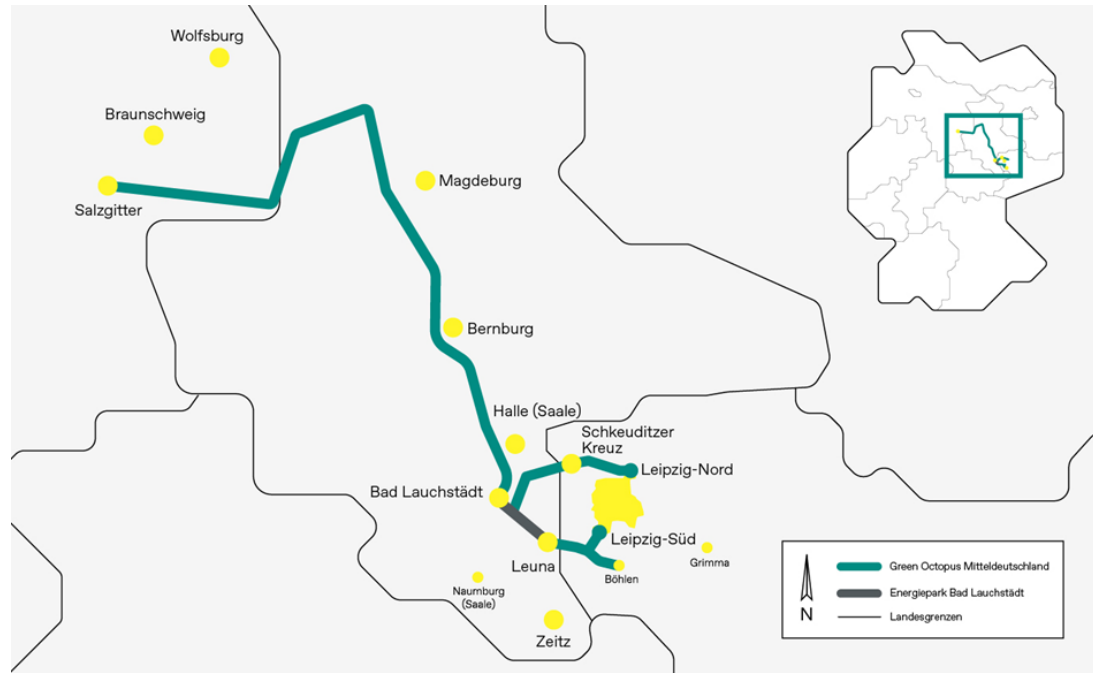 Wolfsburg
Braunschweig
Magdeburg
Salzgitter
Bernburg
Halle (Saale)
Schkeuditzer
Kreuz
Leipzig-Nord
Bad Lauchstädt
Leipzig-Süd
Leuna
Böhlen
Grimma
Naumburg
(Saale)
Zeitz
N
Green Octopus Mitteldeutschland
Energiepark Bad Lauchstädt
Landesgrenzen